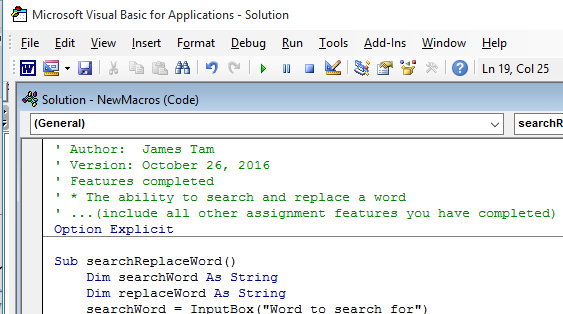 Microsoft Visual Basic for Applications - Solution
File Edit View Insert Format Debug Run Tools Add-Ins Window Help
W Ln 19, Col 25
Solution - NewMacros (Code)
(General) searchR
' Author:  James Tam
' Version: October 26, 2016
' Features completed
' * The ability to search and replace a word
' ...(include all other assignment features you have completed)
Option Explicit
Sub searchReplaceWord()
    Dim searchWord As String
    Dim replaceWord As String
    searchWord = InputBox("Word to search for")